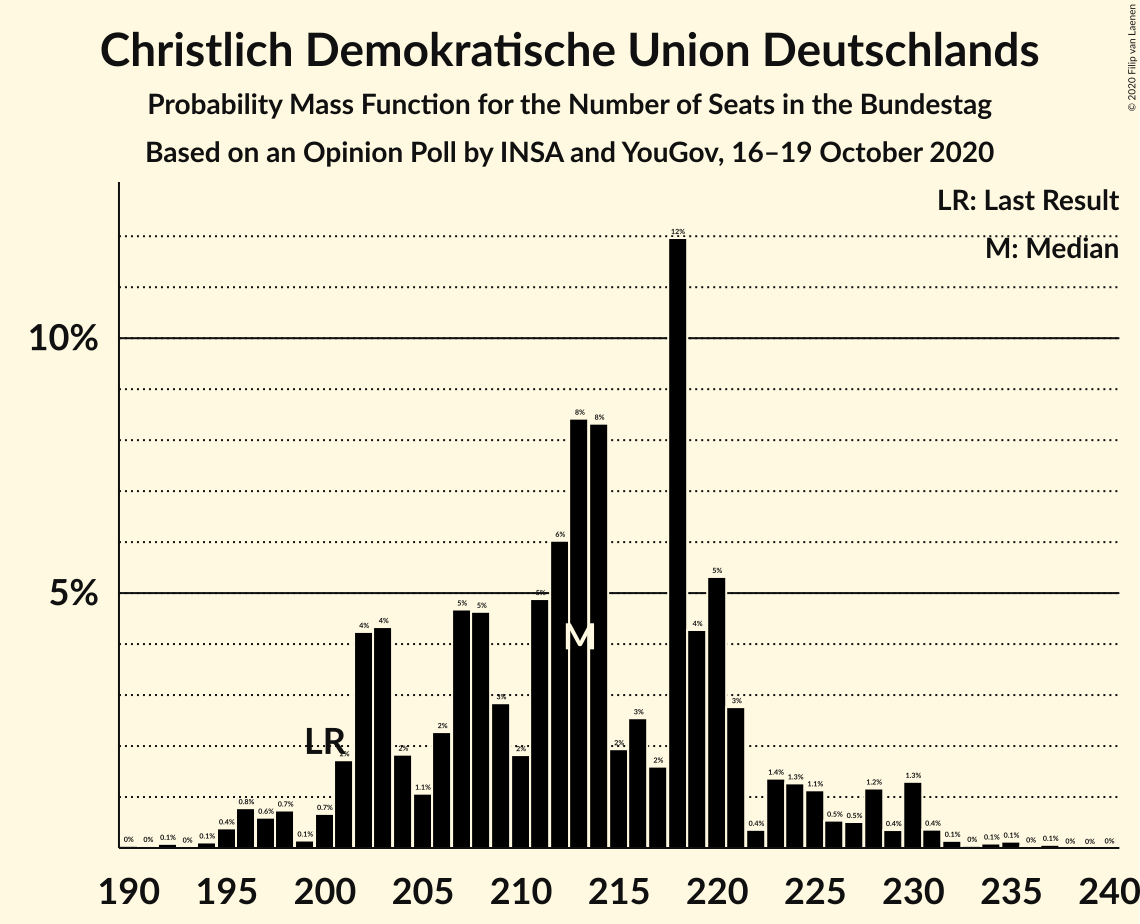 Christlich Demokratische Union Deutschlands
Probability Mass Function for the Number of Seats in the Bundestag
Based on an Opinion Poll by INSA and YouGov, 16–19 October 2020
© 2020 Filip van Laenen
LR: Last Result
M: Median
10%
5%
LR
M
0% 0% 0.1% 0% 0.1% 0.4% 0.8% 0.6% 0.7% 0.1% 0.7% 2% 4% 4% 2% 1.1% 2% 5% 5% 3% 2% 5% 6% 8% 8% 2% 3% 2% 12% 4% 5% 3% 0.4% 1.4% 1.3% 1.1% 0.5% 0.5% 1.2% 0.4% 1.3% 0.4% 0.1% 0% 0.1% 0.1% 0% 0.1% 0% 0% 0%
190 195 200 205 210 215 220 225 230 235 240